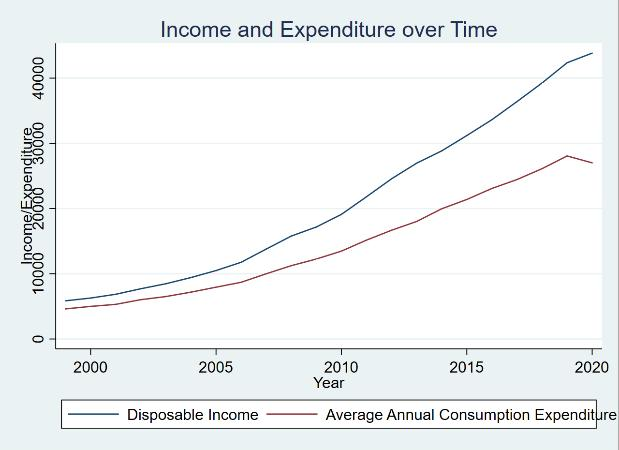 Income and Expenditure over Time
Income/Expenditure
40000
30000
20000
10000
0
2000 2005 2010 2015 2020
Year
Disposable Income Average Annual Consumption Expenditure